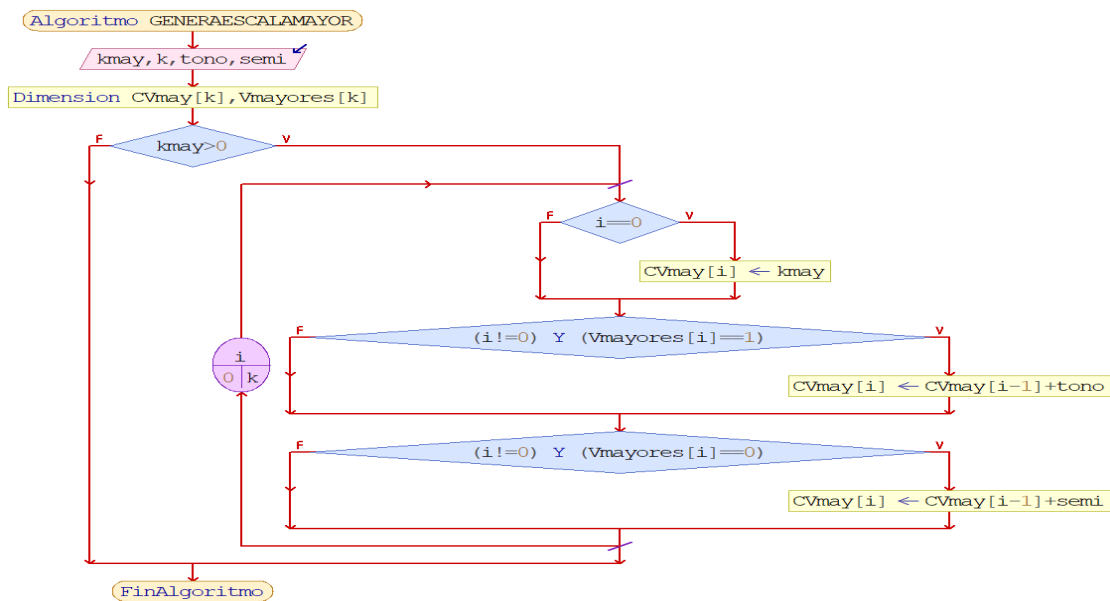 Algoritmo GENERAESCALAMAYOR
kmay,k,tono,semi
Dimension CVmay[k],Vmayores[k]
F
kmay>0
V
F
i==0
V
CVmay[i] ← kmay
F
(i!=0) Y (Vmayores[i]==1)
V
i
0 k
CVmay[i] ← CVmay[i-1]+tono
F
(i!=0) Y (Vmayores[i]==0)
V
CVmay[i] ← CVmay[i-1]+semi
FinAlgoritmo